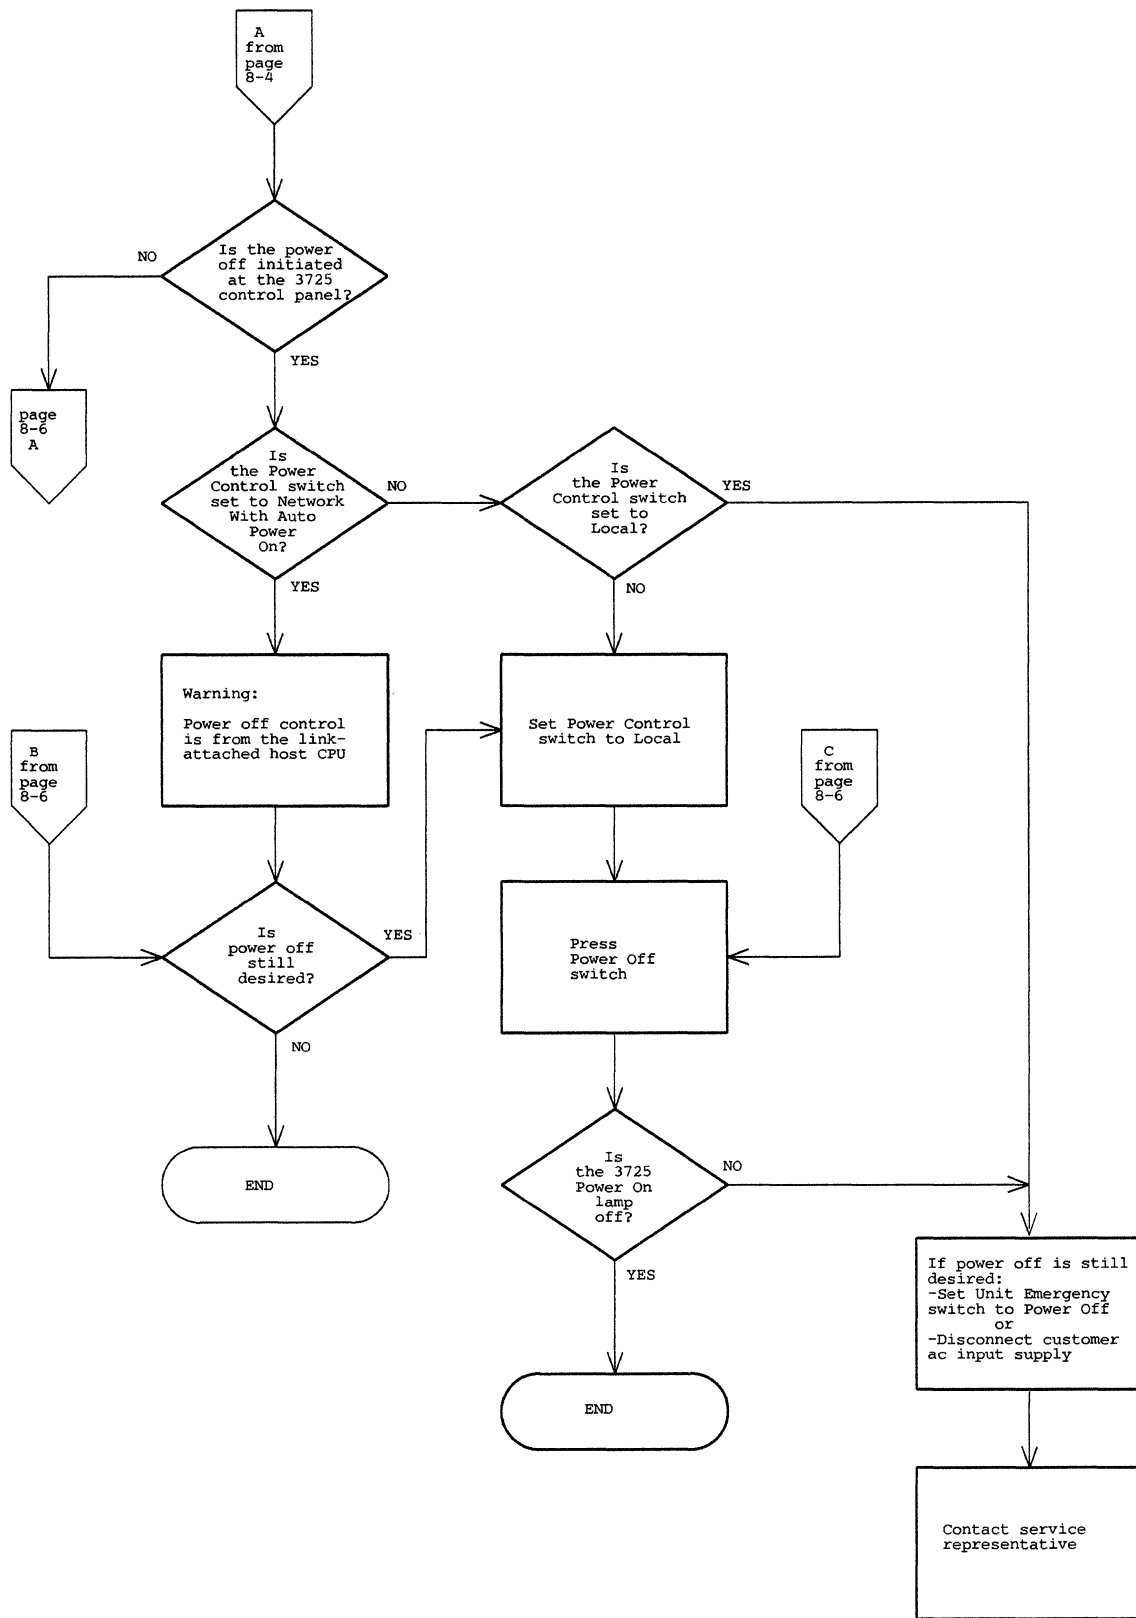 A
from
page
8-4
Is the power
off initiated
at the 3725
control panel?
NO
YES
page
8-6
A
Is
the Power
Control switch
set to Network
With Auto
Power
On?
NO
YES
Is
the Power
Control switch
set to
Local?
YES
NO
Warning:
Power off control
is from the link-
attached host CPU
Set Power Control
switch to Local
B
from
page
8-6
C
from
page
8-6
Is
power off
still
desired?
YES
NO
Press
Power Off
switch
END
Is
the 3725
Power On
lamp
off?
NO
YES
If power off is still
desired:
-Set Unit Emergency
switch to Power Off
or
-Disconnect customer
ac input supply
END
Contact service
representative